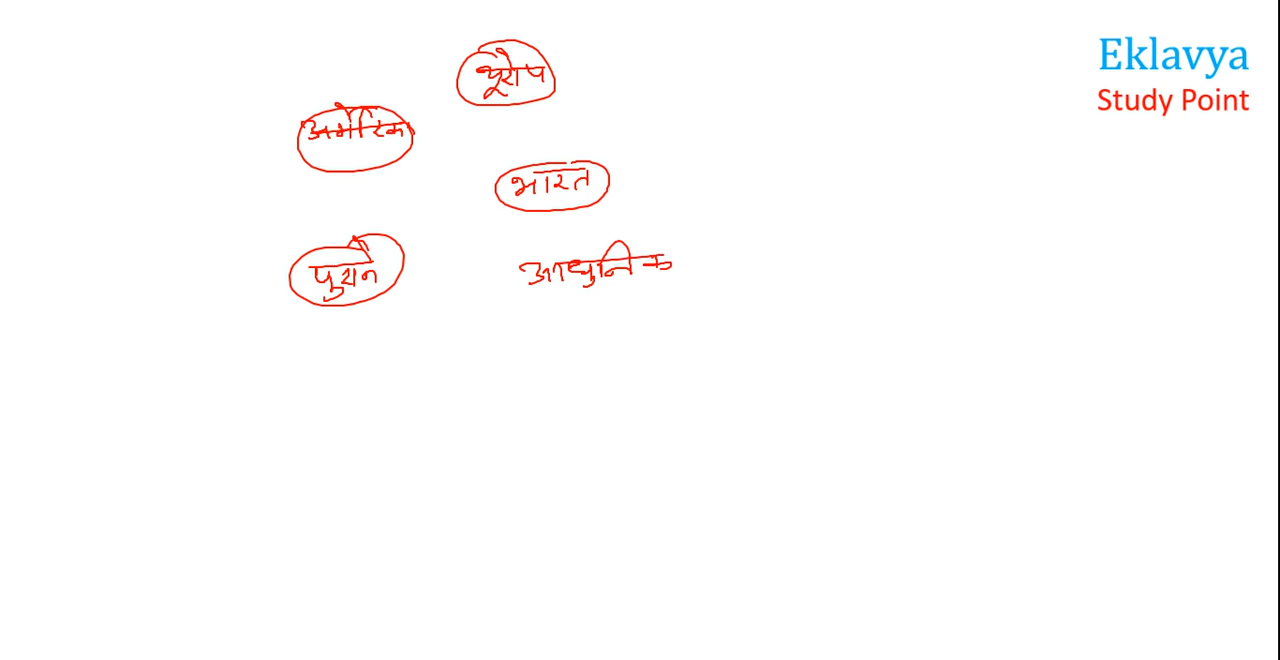 यूरोप
Eklavya
Study Point
अमेरिक
भारत
पुराने
आधुनिक